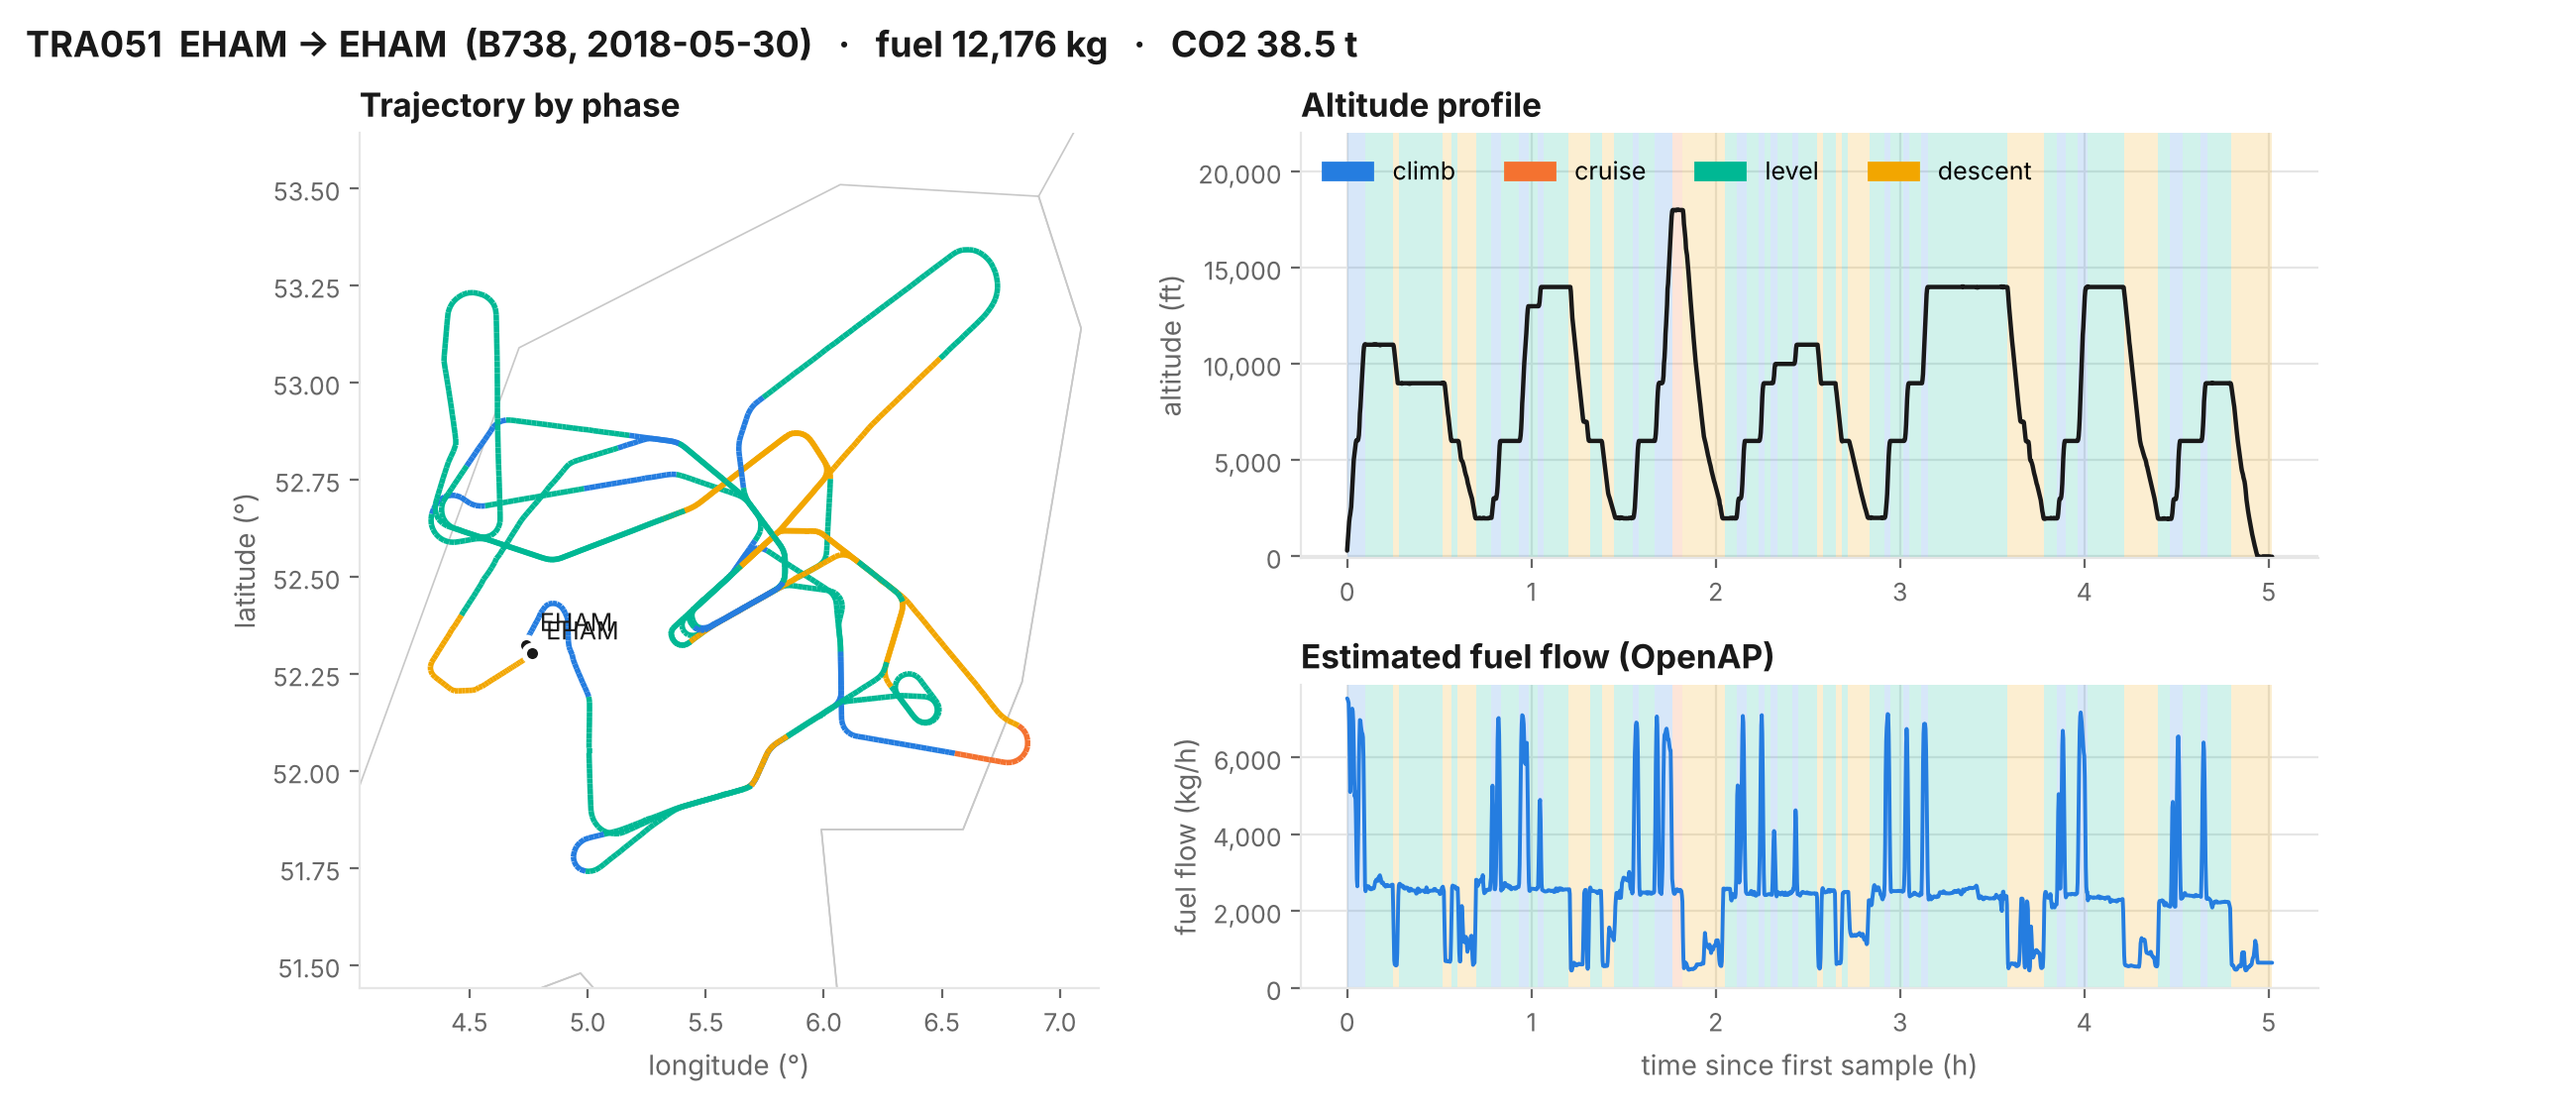 TRA051 EHAM → EHAM (B738, 2018-05-30) · fuel 12,176 kg · CO2 38.5 t
Trajectory by phase
53.50
53.25
53.00
52.75
52.50
52.25
52.00
51.75
51.50
latitude (°)
EHAM
EHAM
4.5 5.0 5.5 6.0 6.5 7.0
longitude (°)
Altitude profile
climb cruise level descent
20,000
15,000
10,000
5,000
0
altitude (ft)
0 1 2 3 4 5
Estimated fuel flow (OpenAP)
6,000
4,000
2,000
0
fuel flow (kg/h)
0 1 2 3 4 5
time since first sample (h)